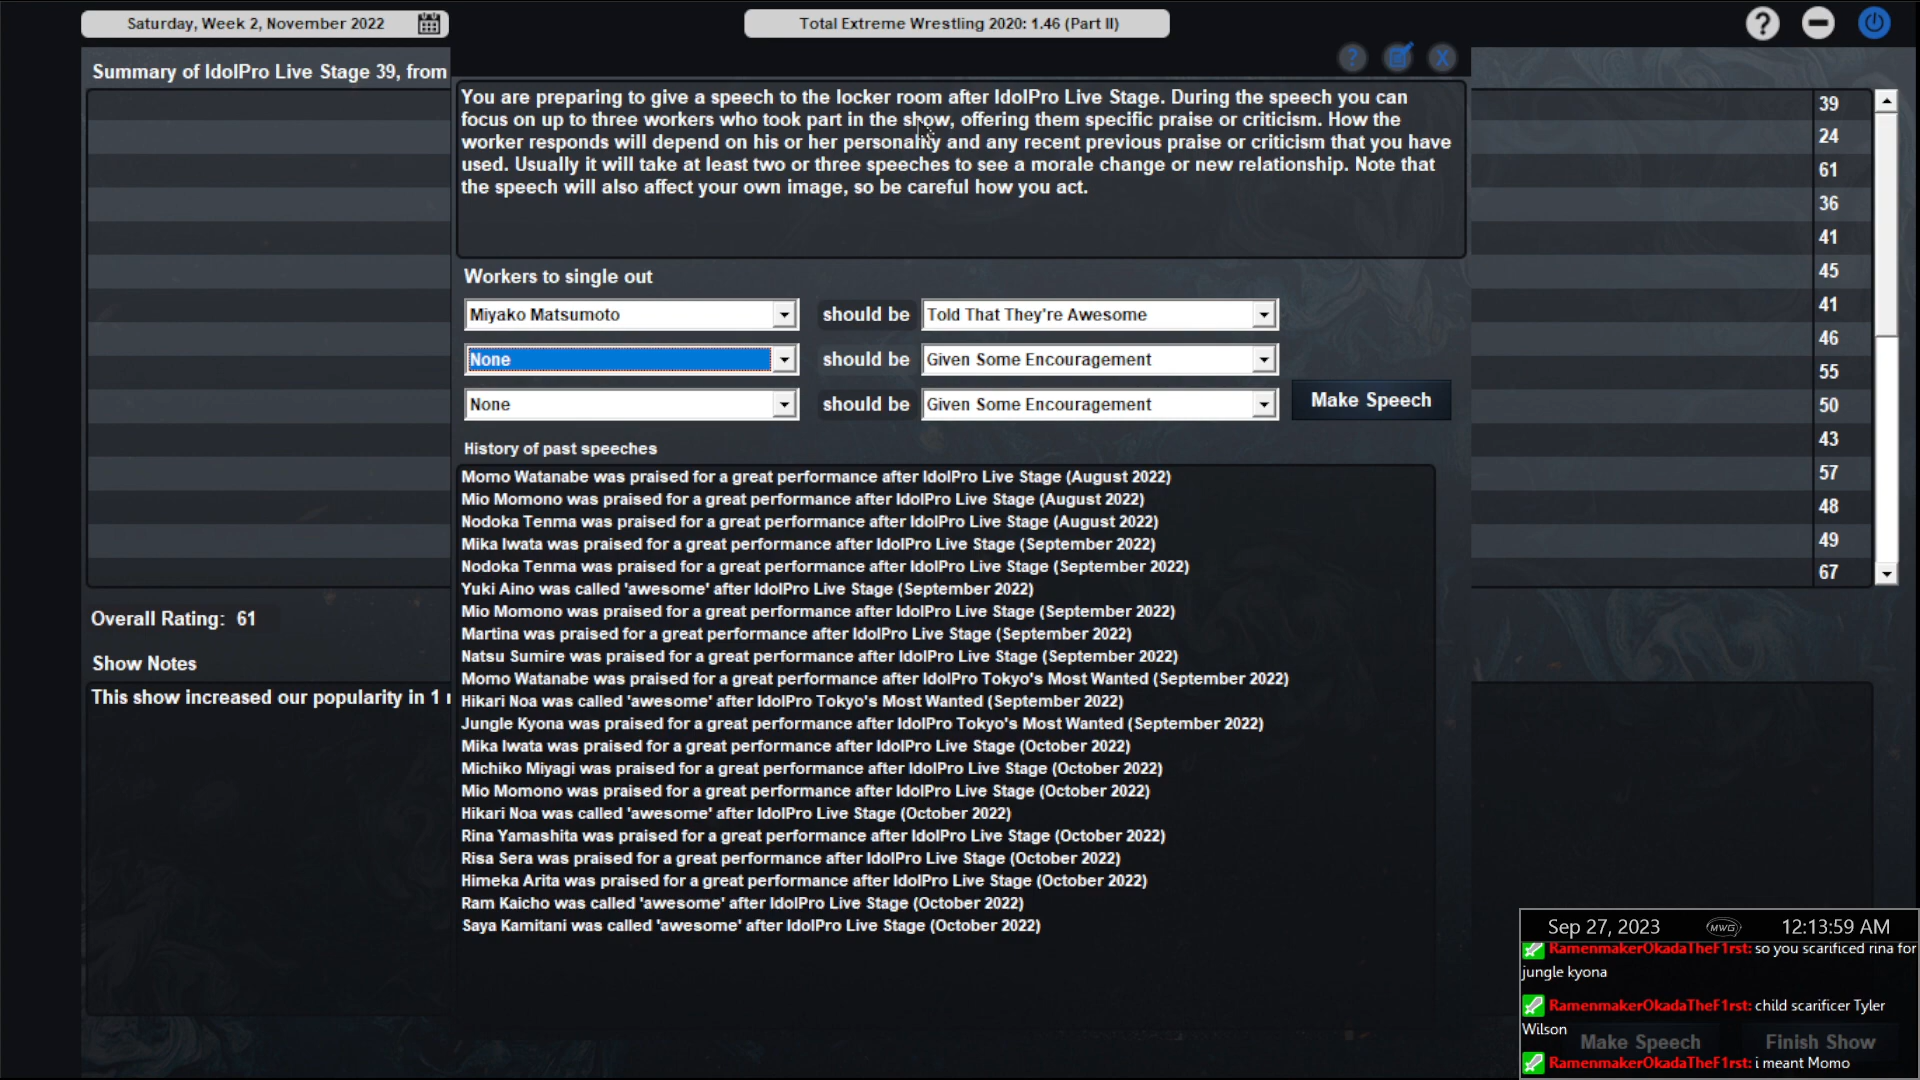 Saturday, Week 2, November 2022
Total Extreme Wrestling 2020: 1.46 (Part II)
?
Summary of IdolPro Live Stage 39, from
? X
You are preparing to give a speech to the locker room after IdolPro Live Stage. During the speech you can
focus on up to three workers who took part in the show, offering them specific praise or criticism. How the
worker responds will depend on his or her personality and any recent previous praise or criticism that you have
used. Usually it will take at least two or three speeches to see a morale change or new relationship. Note that
the speech will also affect your own image, so be careful how you act.
Workers to single out
Miyako Matsumoto should be Told That They're Awesome
None should be Given Some Encouragement
None should be Given Some Encouragement
Make Speech
History of past speeches
Momo Watanabe was praised for a great performance after IdolPro Live Stage (August 2022)
Mio Momono was praised for a great performance after IdolPro Live Stage (August 2022)
Nodoka Tenma was praised for a great performance after IdolPro Live Stage (August 2022)
Mika Iwata was praised for a great performance after IdolPro Live Stage (September 2022)
Nodoka Tenma was praised for a great performance after IdolPro Live Stage (September 2022)
Yuki Aino was called 'awesome' after IdolPro Live Stage (September 2022)
Mio Momono was praised for a great performance after IdolPro Live Stage (September 2022)
Martina was praised for a great performance after IdolPro Live Stage (September 2022)
Natsu Sumire was praised for a great performance after IdolPro Live Stage (September 2022)
Momo Watanabe was praised for a great performance after IdolPro Tokyo's Most Wanted (September 2022)
Hikari Noa was called 'awesome' after IdolPro Tokyo's Most Wanted (September 2022)
Jungle Kyona was praised for a great performance after IdolPro Tokyo's Most Wanted (September 2022)
Mika Iwata was praised for a great performance after IdolPro Live Stage (October 2022)
Michiko Miyagi was praised for a great performance after IdolPro Live Stage (October 2022)
Mio Momono was praised for a great performance after IdolPro Live Stage (October 2022)
Hikari Noa was called 'awesome' after IdolPro Live Stage (October 2022)
Rina Yamashita was praised for a great performance after IdolPro Live Stage (October 2022)
Risa Sera was praised for a great performance after IdolPro Live Stage (October 2022)
Himeka Arita was praised for a great performance after IdolPro Live Stage (October 2022)
Ram Kaicho was called 'awesome' after IdolPro Live Stage (October 2022)
Saya Kamitani was called 'awesome' after IdolPro Live Stage (October 2022)
39
24
61
36
41
45
41
46
55
50
43
57
48
49
67
Overall Rating: 61
Show Notes
This show increased our popularity in 1 r
Sep 27, 2023 MWG 12:13:59 AM
RamenmakerOkadaTheF1rst: so you scarificed rina for
jungle kyona
RamenmakerOkadaTheF1rst: child scarificer Tyler
Wilson
RamenmakerOkadaTheF1rst: i meant Momo
Make Speech
Finish Show